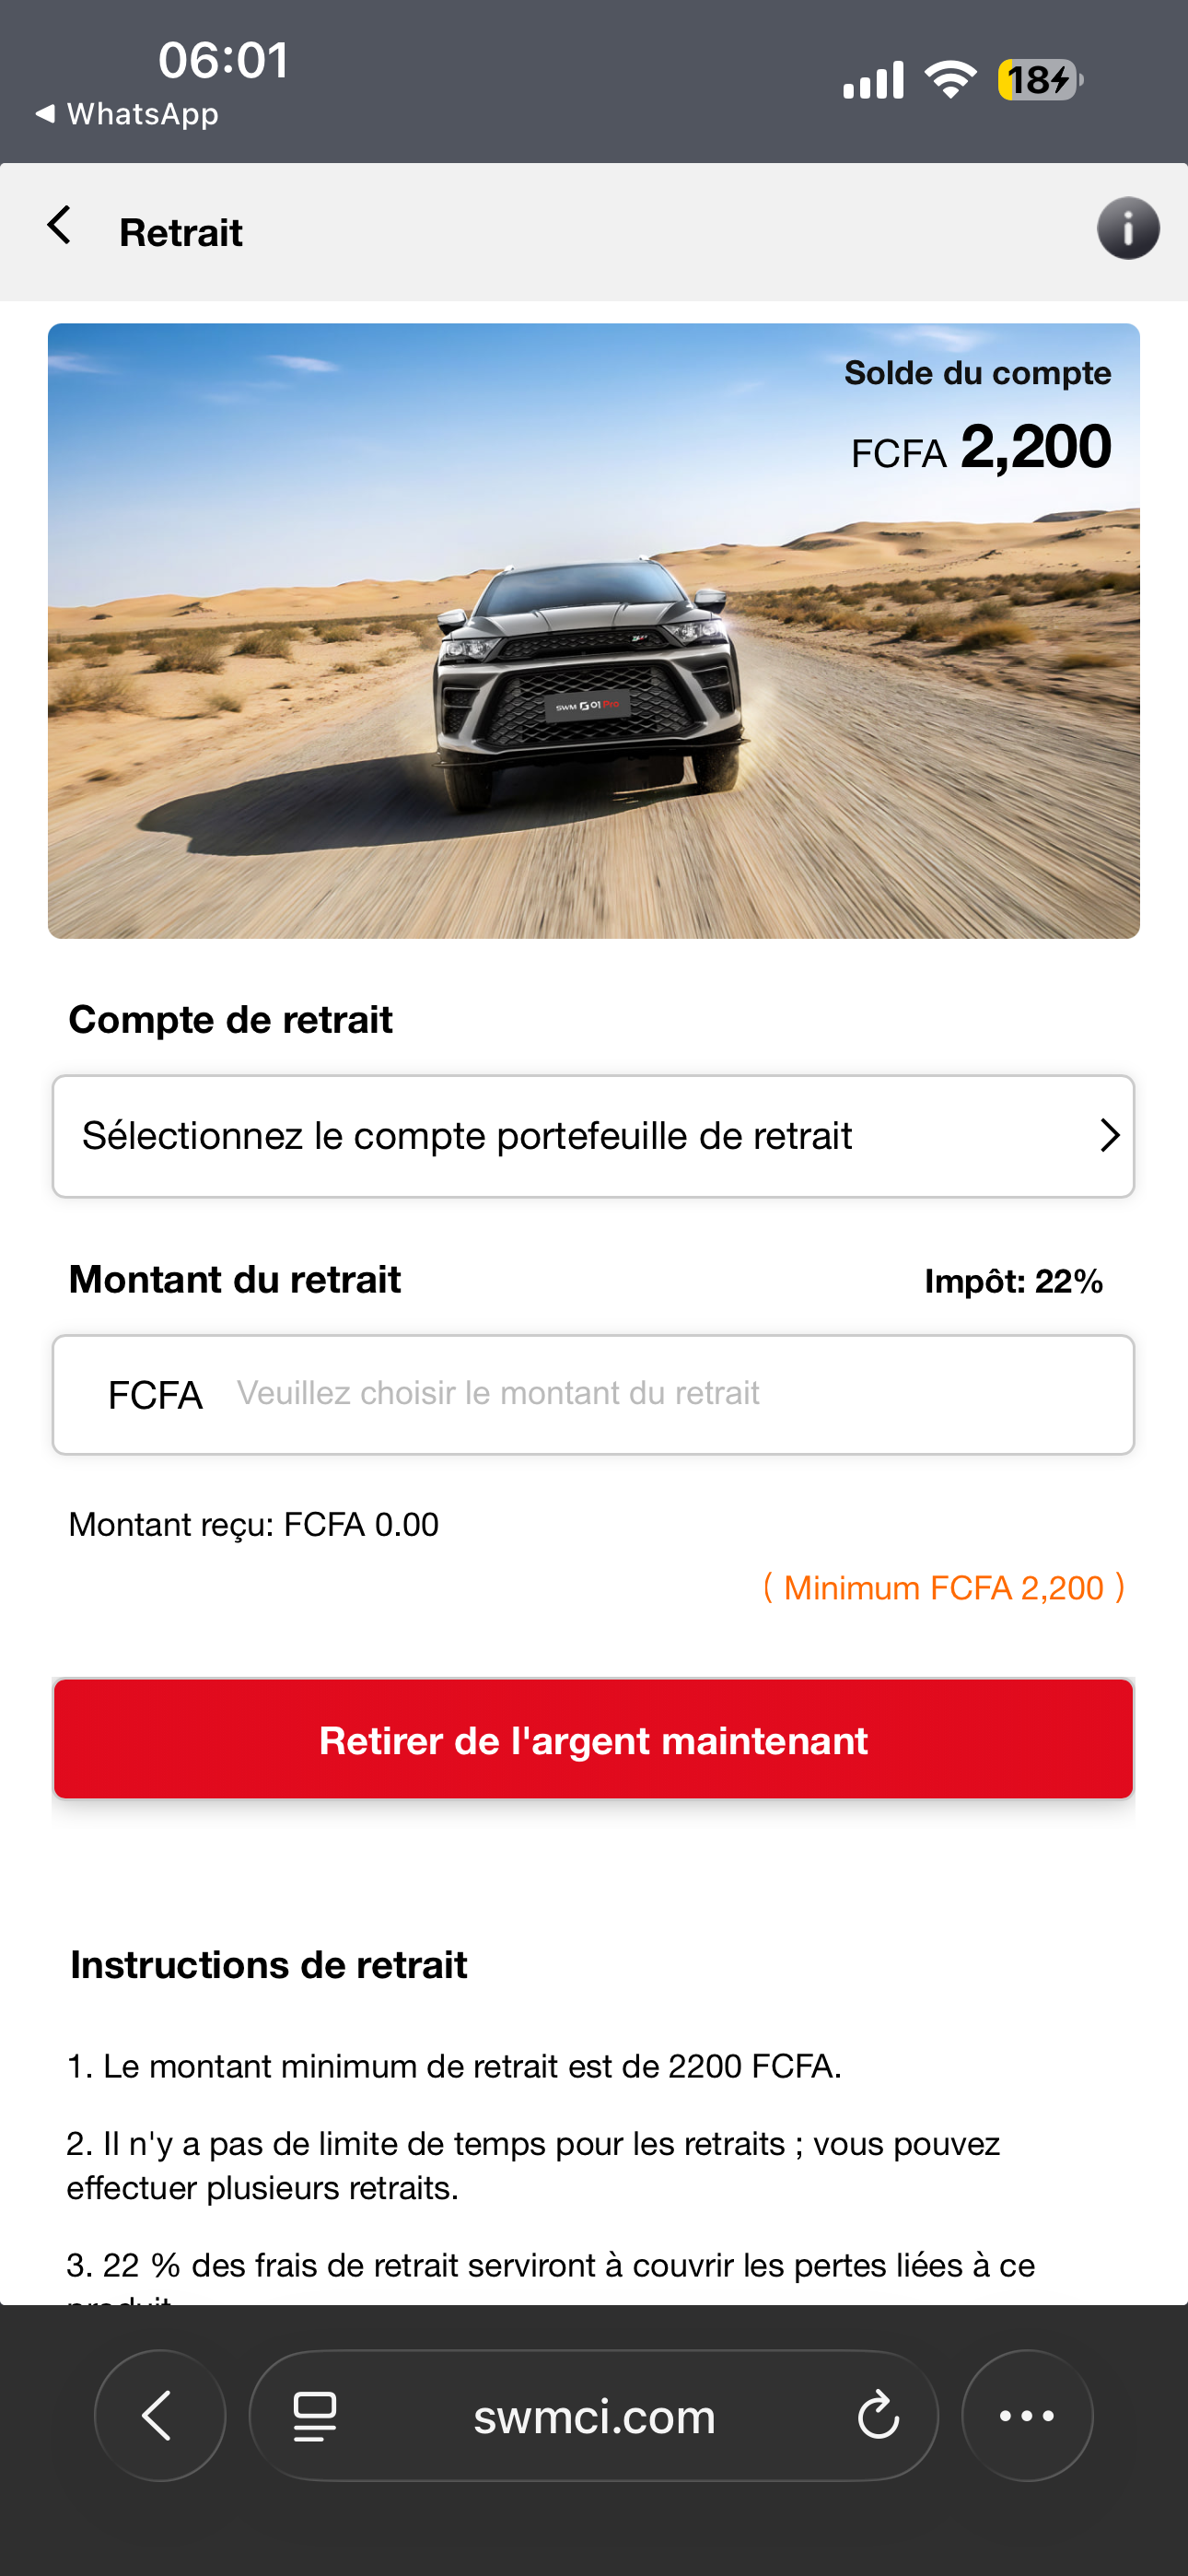 06:01
18
WhatsApp
Retrait
Solde du compte
FCFA 2,200
SWM G01 Pro
Compte de retrait
Sélectionnez le compte portefeuille de retrait
Montant du retrait
Impôt: 22%
FCFA Veuillez choisir le montant du retrait
Montant reçu: FCFA 0.00
( Minimum FCFA 2,200 )
Retirer de l'argent maintenant
Instructions de retrait
1. Le montant minimum de retrait est de 2200 FCFA.
2. Il n'y a pas de limite de temps pour les retraits ; vous pouvez
effectuer plusieurs retraits.
3. 22 % des frais de retrait serviront à couvrir les pertes liées à ce
swmci.com